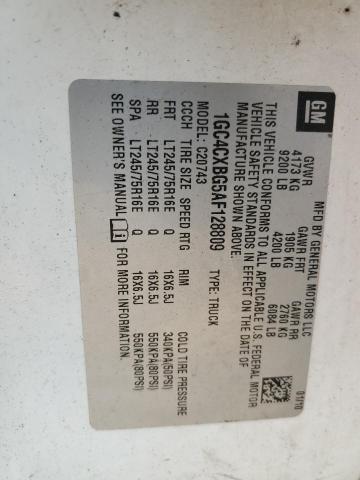 GM
MFD BY GENERAL MOTORS LLC 01/10
GVWR GAWR FRT GAWR RR
4173 KG 1905 KG 2760 KG
9200 LB 4200 LB 6084 LB
THIS VEHICLE CONFORMS TO ALL APPLICABLE U.S. FEDERAL MOTOR
VEHICLE SAFETY STANDARDS IN EFFECT ON THE DATE OF
MANUFACTURE SHOWN ABOVE.
1GC4CXBG5AF128809 TYPE: TRUCK
MODEL: C20743
CCCH TIRE SIZE SPEED RTG RIM COLD TIRE PRESSURE
FRT LT245/75R16E Q 16X6.5J 340KPA(50PSI)
RR LT245/75R16E Q 16X6.5J 550KPA(80PSI)
SPA LT245/75R16E Q 16X6.5J 550KPA(80PSI)
SEE OWNER'S MANUAL FOR MORE INFORMATION.